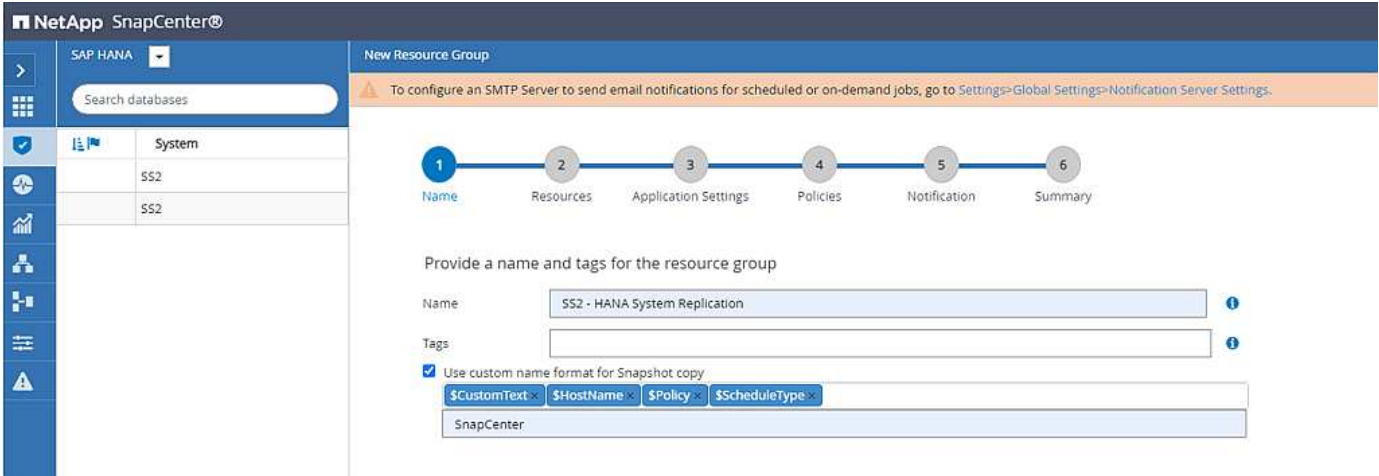 NetApp SnapCenter®
SAP HANA
New Resource Group
Search databases
To configure an SMTP Server to send email notifications for scheduled or on-demand jobs, go to Settings>Global Settings>Notification Server Settings.
System
SS2
SS2
1 2 3 4 5 6
Name Resources Application Settings Policies Notification Summary
Provide a name and tags for the resource group
Name SS2 - HANA System Replication
Tags
Use custom name format for Snapshot copy
$CustomText × $HostName × $Policy × $ScheduleType ×
SnapCenter